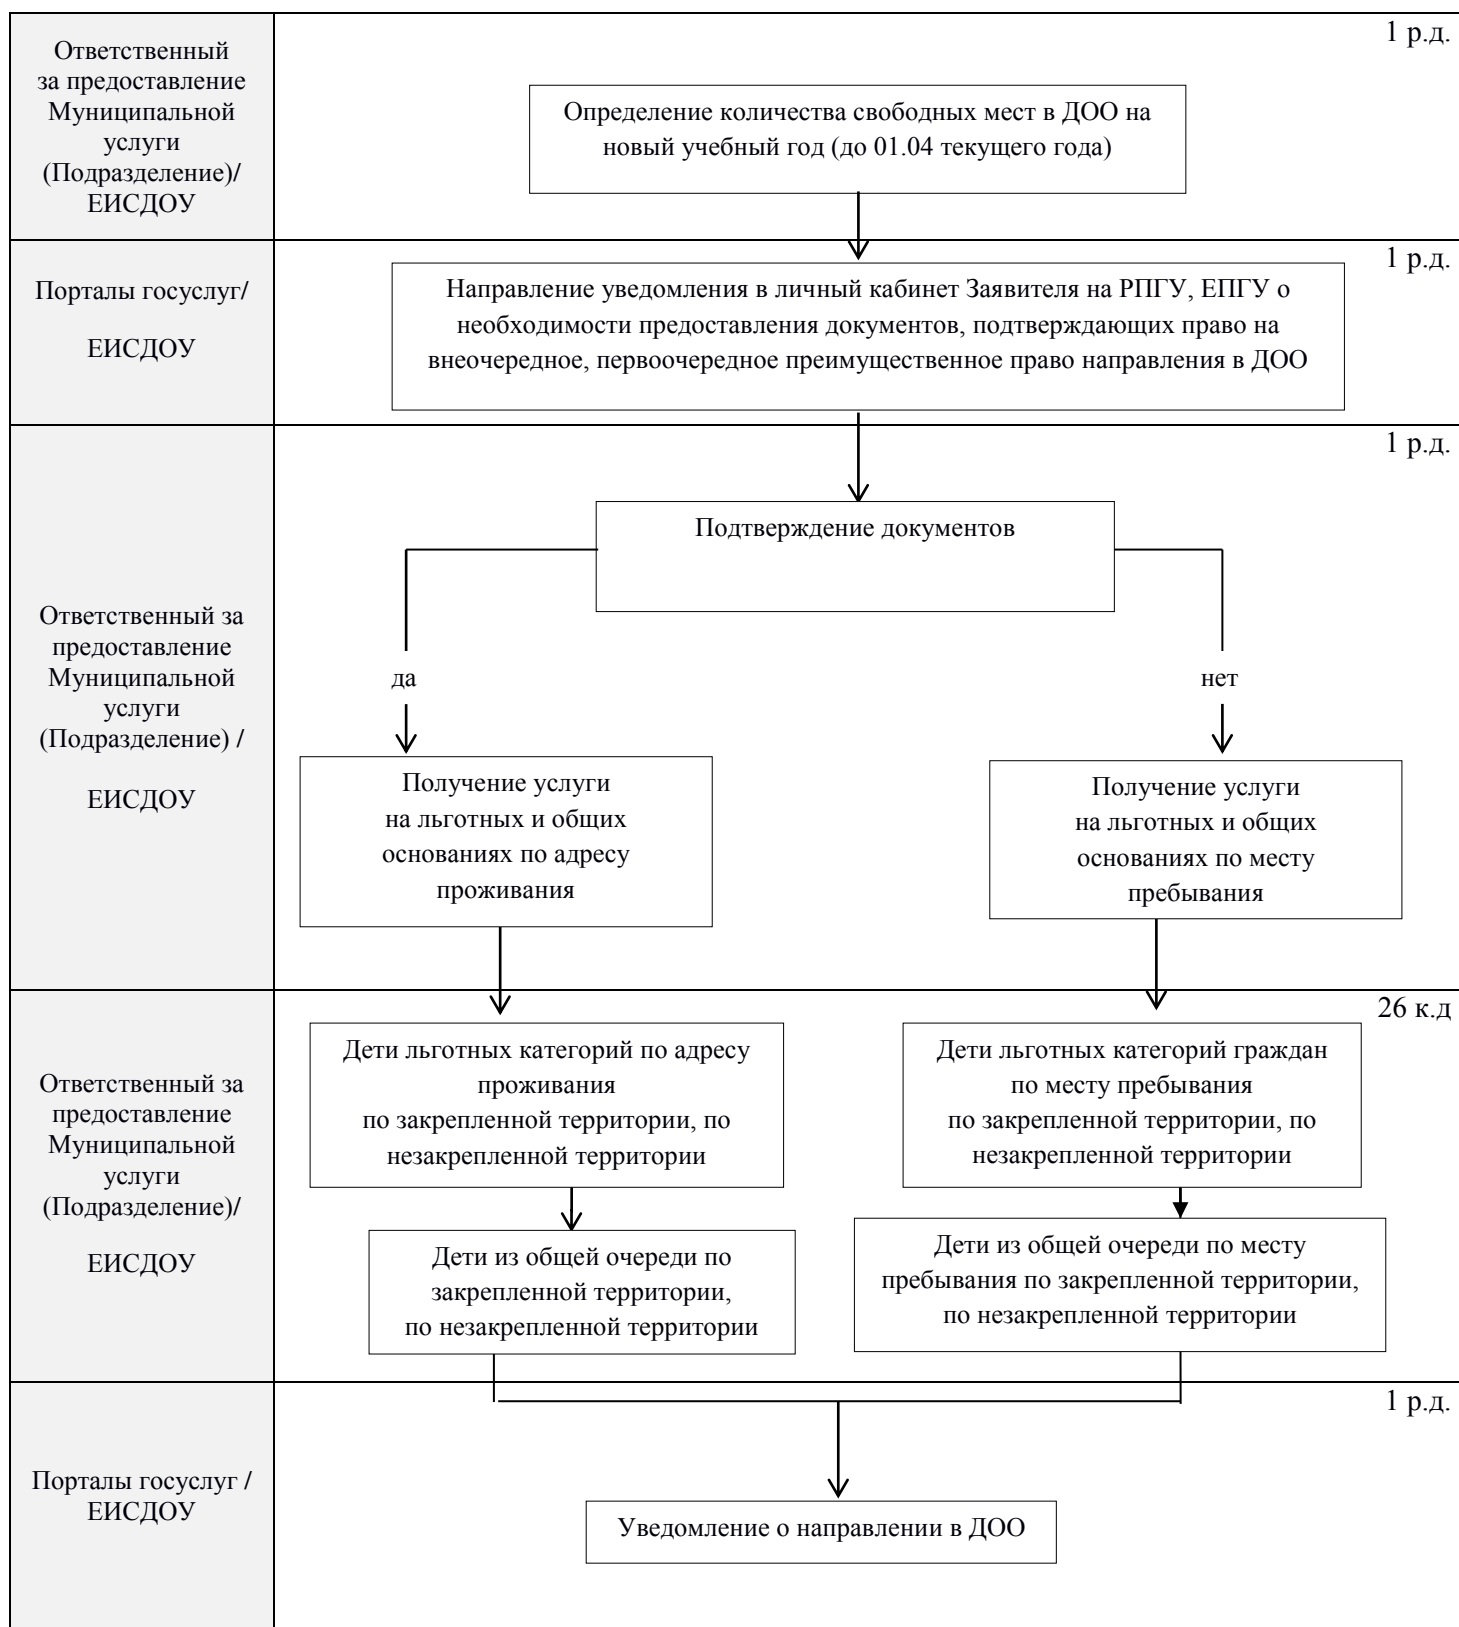 Ответственный
за предоставление
Муниципальной
услуги
(Подразделение)/
ЕИСДОУ
1 р.д.
Определение количества свободных мест в ДОО на
новый учебный год (до 01.04 текущего года)
Порталы госуслуг/
ЕИСДОУ
1 р.д.
Направление уведомления в личный кабинет Заявителя на РПГУ, ЕПГУ о
необходимости предоставления документов, подтверждающих право на
внеочередное, первоочередное преимущественное право направления в ДОО
Ответственный за
предоставление
Муниципальной
услуги
(Подразделение) /
ЕИСДОУ
1 р.д.
Подтверждение документов
да
нет
Получение услуги
на льготных и общих
основаниях по адресу
проживания
Получение услуги
на льготных и общих
основаниях по месту
пребывания
Ответственный за
предоставление
Муниципальной
услуги
(Подразделение)/
ЕИСДОУ
26 к.д
Дети льготных категорий по адресу
проживания
по закрепленной территории, по
незакрепленной территории
Дети льготных категорий граждан
по месту пребывания
по закрепленной территории, по
незакрепленной территории
Дети из общей очереди по
закрепленной территории,
по незакрепленной территории
Дети из общей очереди по месту
пребывания по закрепленной территории,
по незакрепленной территории
Порталы госуслуг /
ЕИСДОУ
1 р.д.
Уведомление о направлении в ДОО